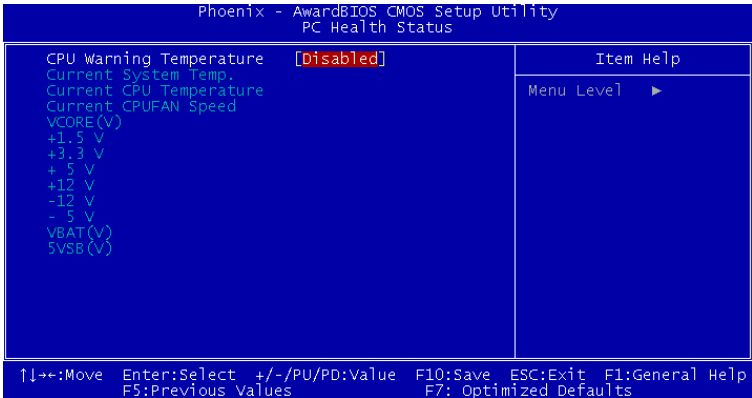 Phoenix - AwardBIOS CMOS Setup Utility
PC Health Status
CPU Warning Temperature [Disabled]
Current System Temp.
Current CPU Temperature
Current CPUFAN Speed
VCORE(V)
+1.5 V
+3.3 V
+ 5 V
+12 V
-12 V
- 5 V
VBAT(V)
5VSB(V)
Item Help
Menu Level ►
↑↓→←:Move Enter:Select +/-/PU/PD:Value F10:Save ESC:Exit F1:General Help
F5:Previous Values F7: Optimized Defaults